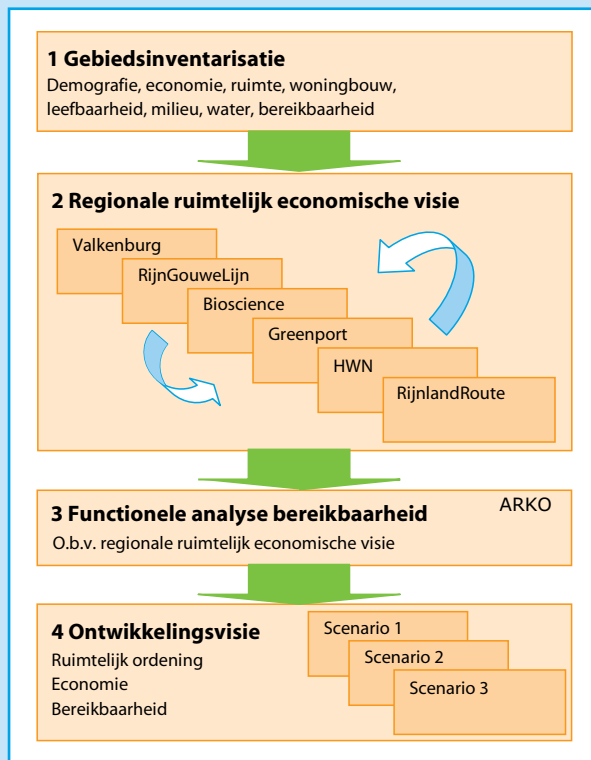 1 Gebiedsinventarisatie
Demografie, economie, ruimte, woningbouw,
leefbaarheid, milieu, water, bereikbaarheid
2 Regionale ruimtelijk economische visie
Valkenburg
RijnGouweLijn
Bioscience
Greenport
HWN
RijnlandRoute
3 Functionele analyse bereikbaarheid
ARKO
O.b.v. regionale ruimtelijk economische visie
4 Ontwikkelingsvisie
Ruimtelijk ordening
Economie
Bereikbaarheid
Scenario 1
Scenario 2
Scenario 3